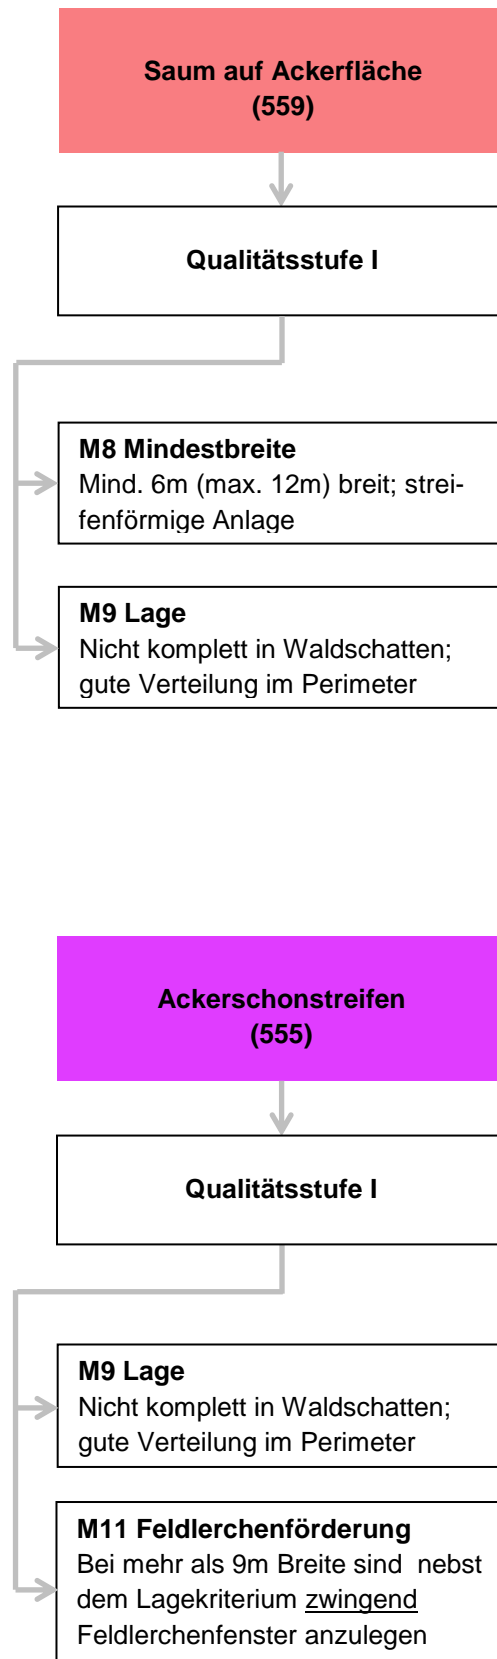 Saum auf Ackerfläche
(559)
Qualitätsstufe I
M8 Mindestbreite
Mind. 6m (max. 12m) breit; strei-
fenförmige Anlage
M9 Lage
Nicht komplett in Waldschatten;
gute Verteilung im Perimeter
Ackerschonstreifen
(555)
Qualitätsstufe I
M9 Lage
Nicht komplett in Waldschatten;
gute Verteilung im Perimeter
M11 Feldlerchenförderung
Bei mehr als 9m Breite sind nebst
dem Lagekriterium zwingend
Feldlerchenfenster anzulegen